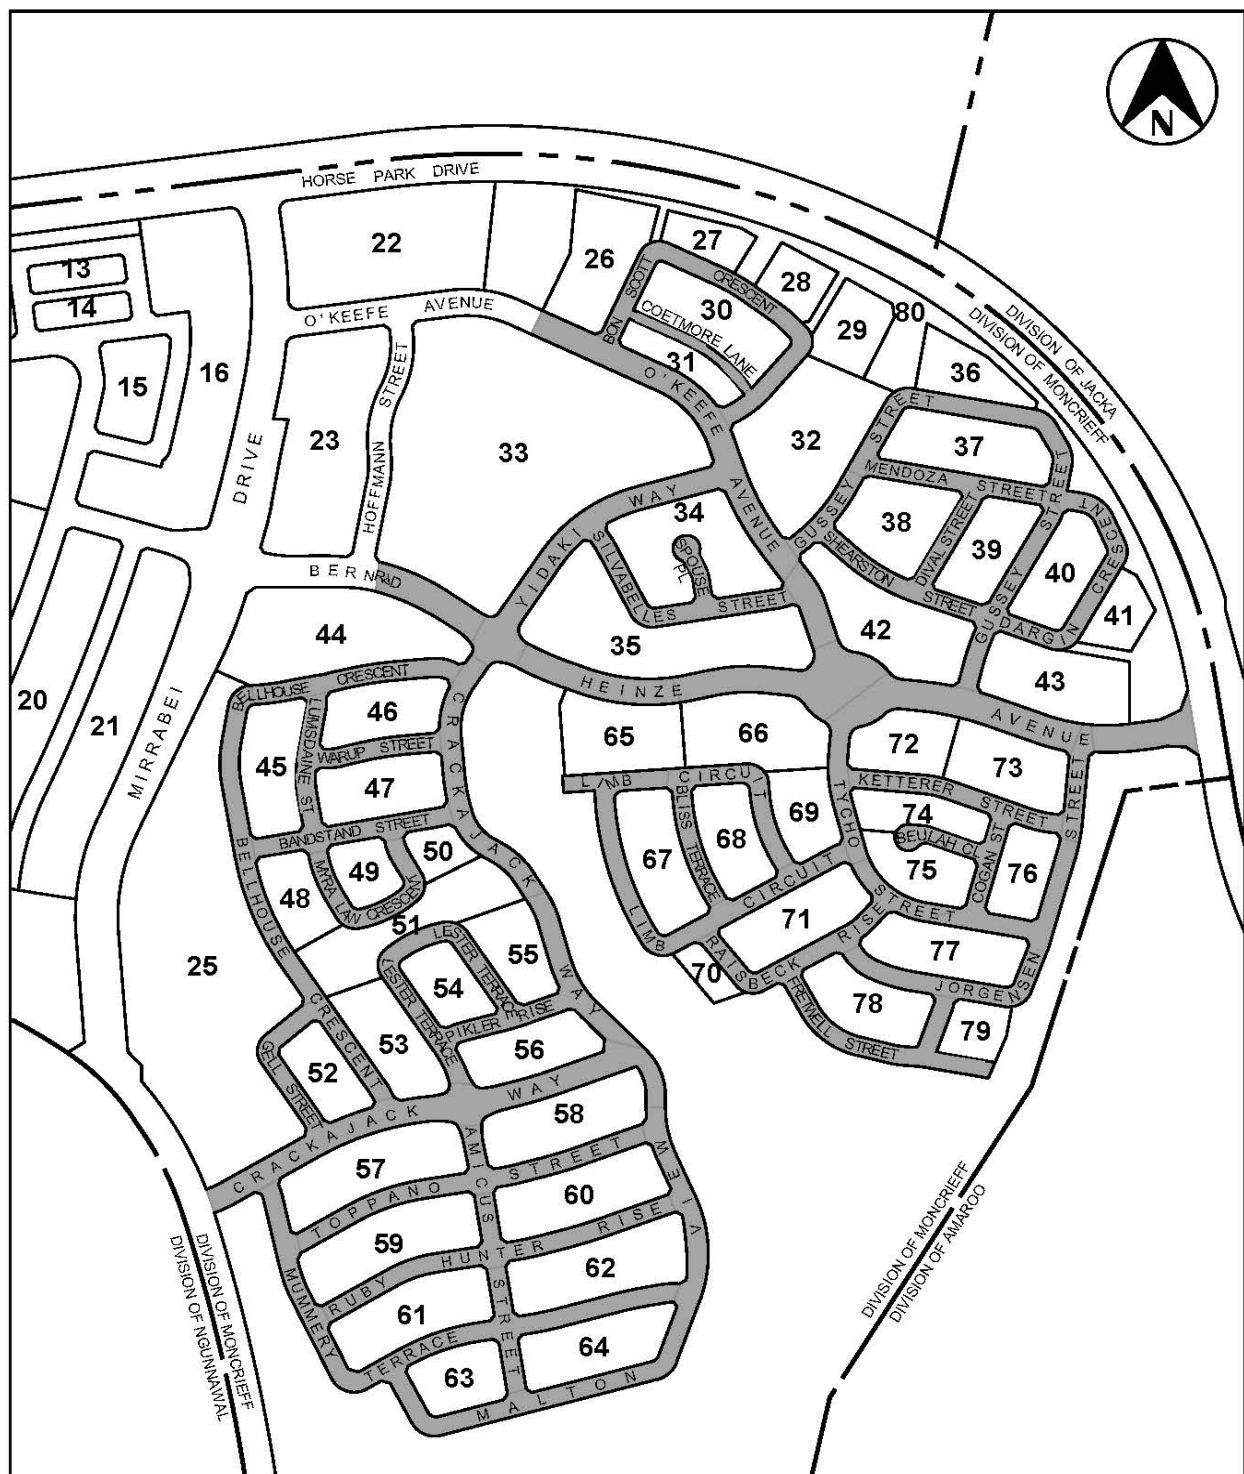 N
HORSE PARK DRIVE
DIVISION OF JACKA
DIVISION OF MONCRIEFF
22
26
27
28
29
80
36
13
14
15
16
O'KEEFE AVENUE
BON SCOTT CRESCENT
30
COETMORE LANE
31
O'KEEFE AVENUE
23
HOFFMANN STREET
33
32
37
GUSSEY STREET
MENDOZA STREET
DRIVE
YIDAKI WAY
34
SPOUSE PL
SILVABELLES STREET
38
SHEARSTON STREET
DIVAL STREET
39
GUSSEY STREET
40
DARGIN CRESCENT
41
BERNRD
44
35
42
43
20
21
MIRRABEI
HEINZE AVENUE
BELLHOUSE CRESCENT
LUMSDAINE ST
46
WARUP STREET
45
47
BANDSTAND STREET
CRACKAJACK WAY
65
66
72
73
LIMB CIRCUIT
69
KETTERER STREET
STREET
74
BEULAH CL
COGAN ST
75
76
TYCHO STREET
67
BLISS TERRACE
68
LIMB CIRCUIT
71
RAISBECK RISE
70
77
JORGENSEN
78
FRETWELL STREET
79
BELLHOUSE CRESCENT
48
MYRA LAW CRESCENT
49
50
51
25
LESTER TERRACE
LESTER TERRACE
54
55
PIKLER RISE
53
52
GELL STREET
56
CRACKAJACK WAY
57
58
AMICUS STREET
TOPPANO STREET
59
60
RUBY HUNTER RISE
MUMMERY TERRACE
61
62
63
64
MALTON VIEW
DIVISION OF MONCRIEFF
DIVISION OF NGUNNAWAL
DIVISION OF MONCRIEFF
DIVISION OF AMAROO